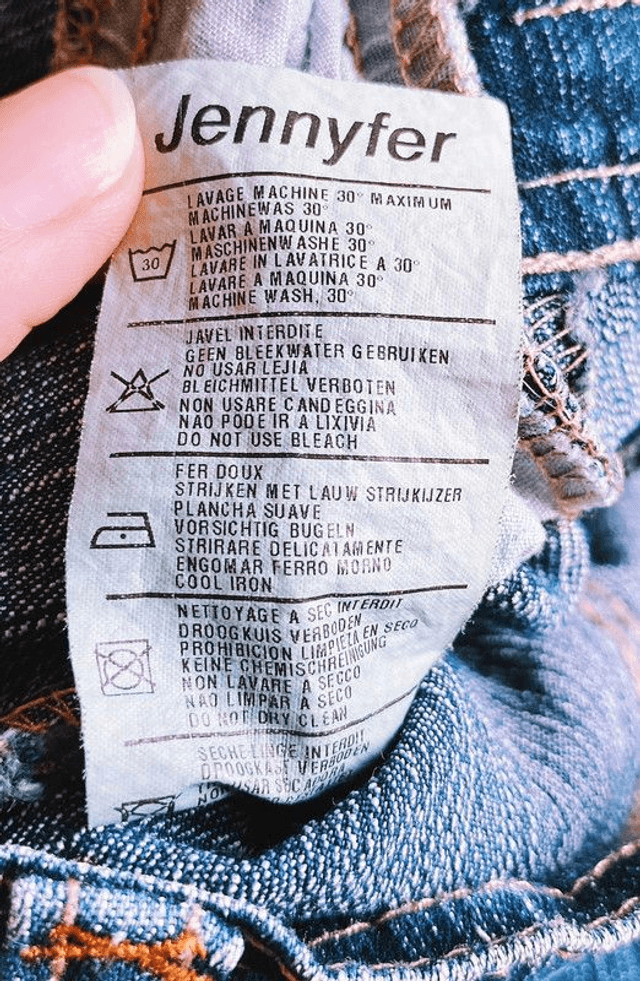 Jennyfer
LAVAGE MACHINE 30° MAXIMUM
MACHINEWAS 30°
LAVAR A MAQUINA 30°
MASCHINENWASHE 30°
LAVARE IN LAVATRICE A 30°
LAVARE A MAQUINA 30°
MACHINE WASH, 30°
30
JAVEL INTERDITE
GEEN BLEEKWATER GEBRUIKEN
NO USAR LEJIA
BLEICHMITTEL VERBOTEN
NON USARE CANDEGGINA
NAO PODE IR A LIXIVIA
DO NOT USE BLEACH
FER DOUX
STRIJKEN MET LAUW STRIJKIJZER
PLANCHA SUAVE
VORSICHTIG BUGELN
STRIRARE DELICATAMENTE
ENGOMAR FERRO MORNO
COOL IRON
NETTOYAGE A SEC INTERDIT
DROOGKUIS VERBODEN
PROHIBICION LIMPIETA EN SECO
KEINE CHEMISCHREINIGUNG
NON LAVARE A SECCO
NAO LIMPAR A SECO
DO NOT DRY CLEAN
SECHE LINGE INTERDIT
DROOGKAST VERBODEN